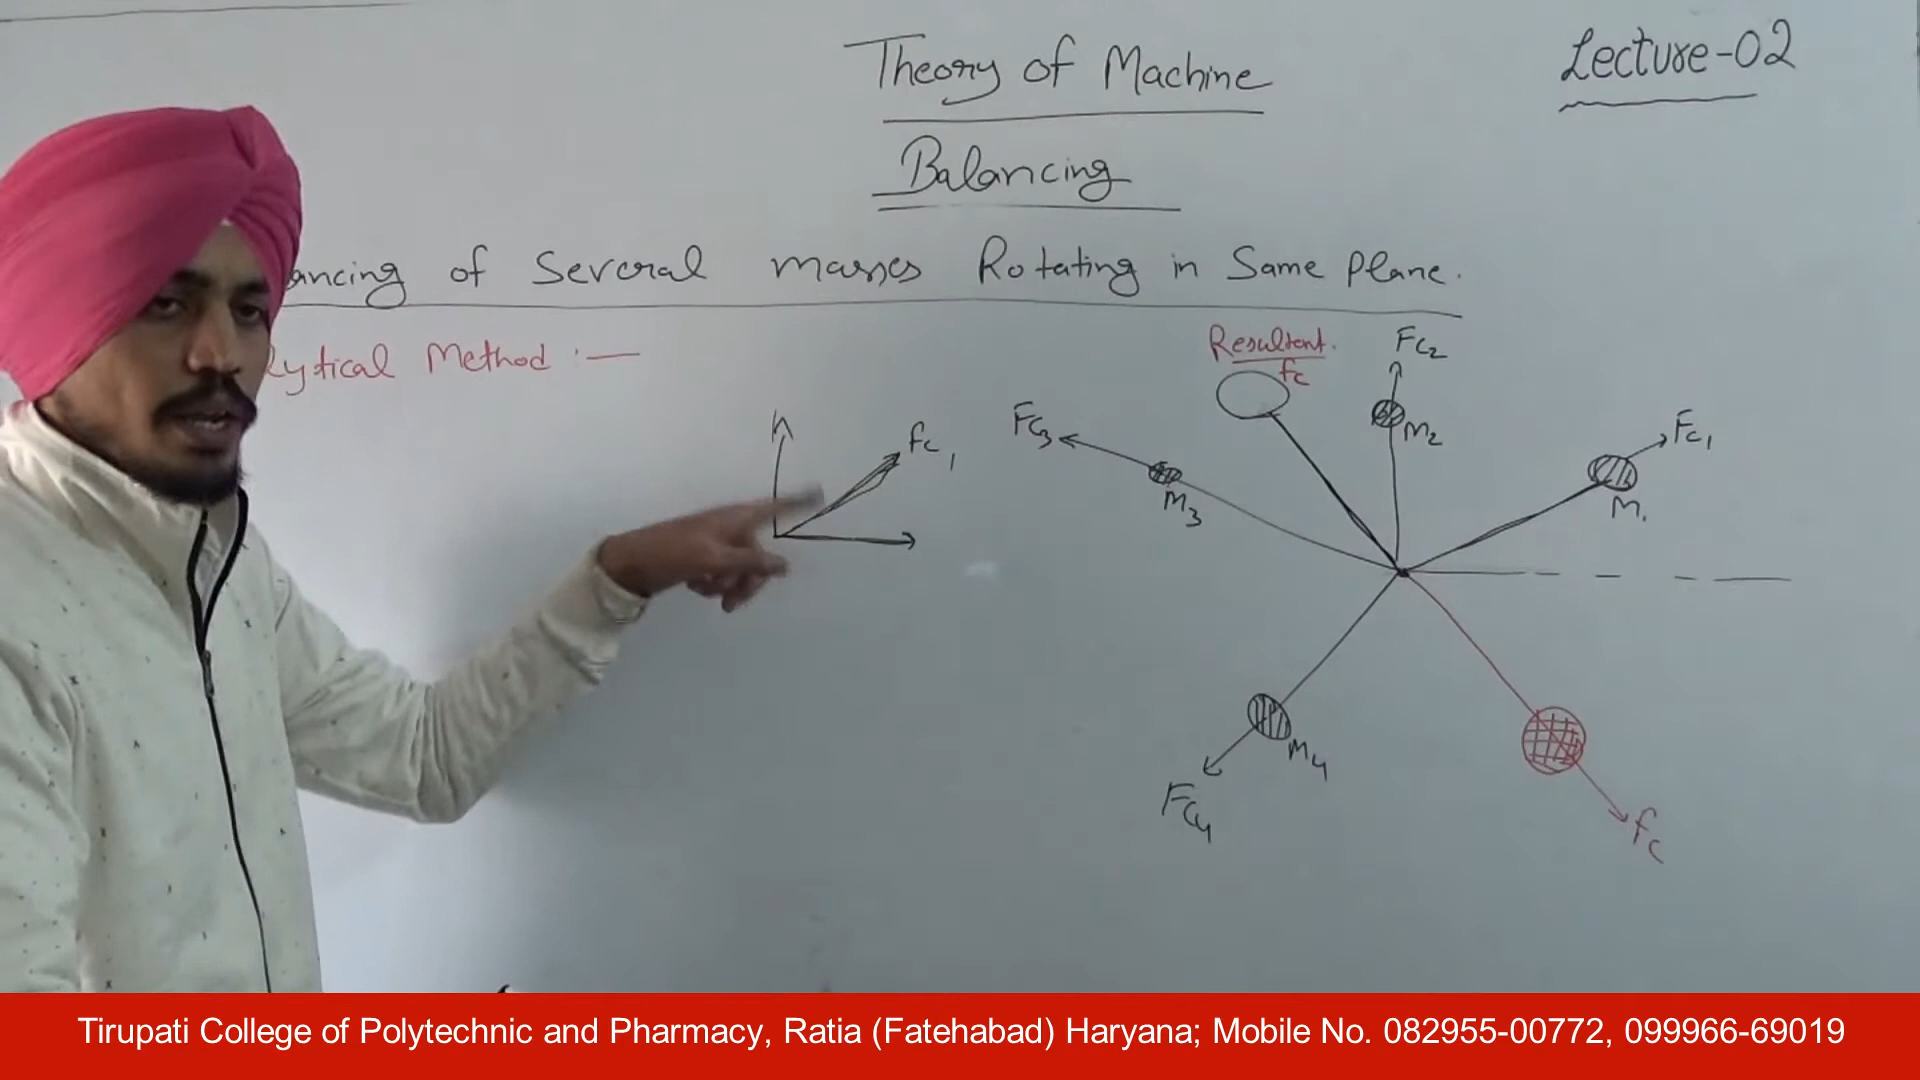 Theory of Machine
Lecture-02
Balancing
ancing of Several masses Rotating in Same Plane.
lytical Method :—
Resultant.
fc
Fc2
M2
Fc3
M3
Fc1
M1
fc1
M4
Fc4
fc
Tirupati College of Polytechnic and Pharmacy, Ratia (Fatehabad) Haryana; Mobile No. 082955-00772, 099966-69019